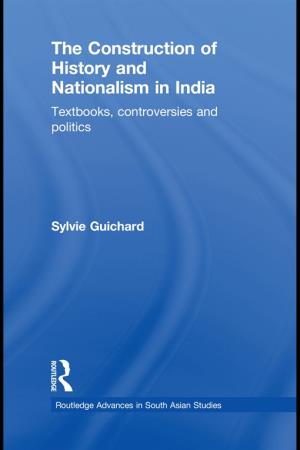 The Construction of
History and
Nationalism in India
Textbooks, controversies and
politics
Sylvie Guichard
ROUTLEDGE
Routledge Advances in South Asian Studies